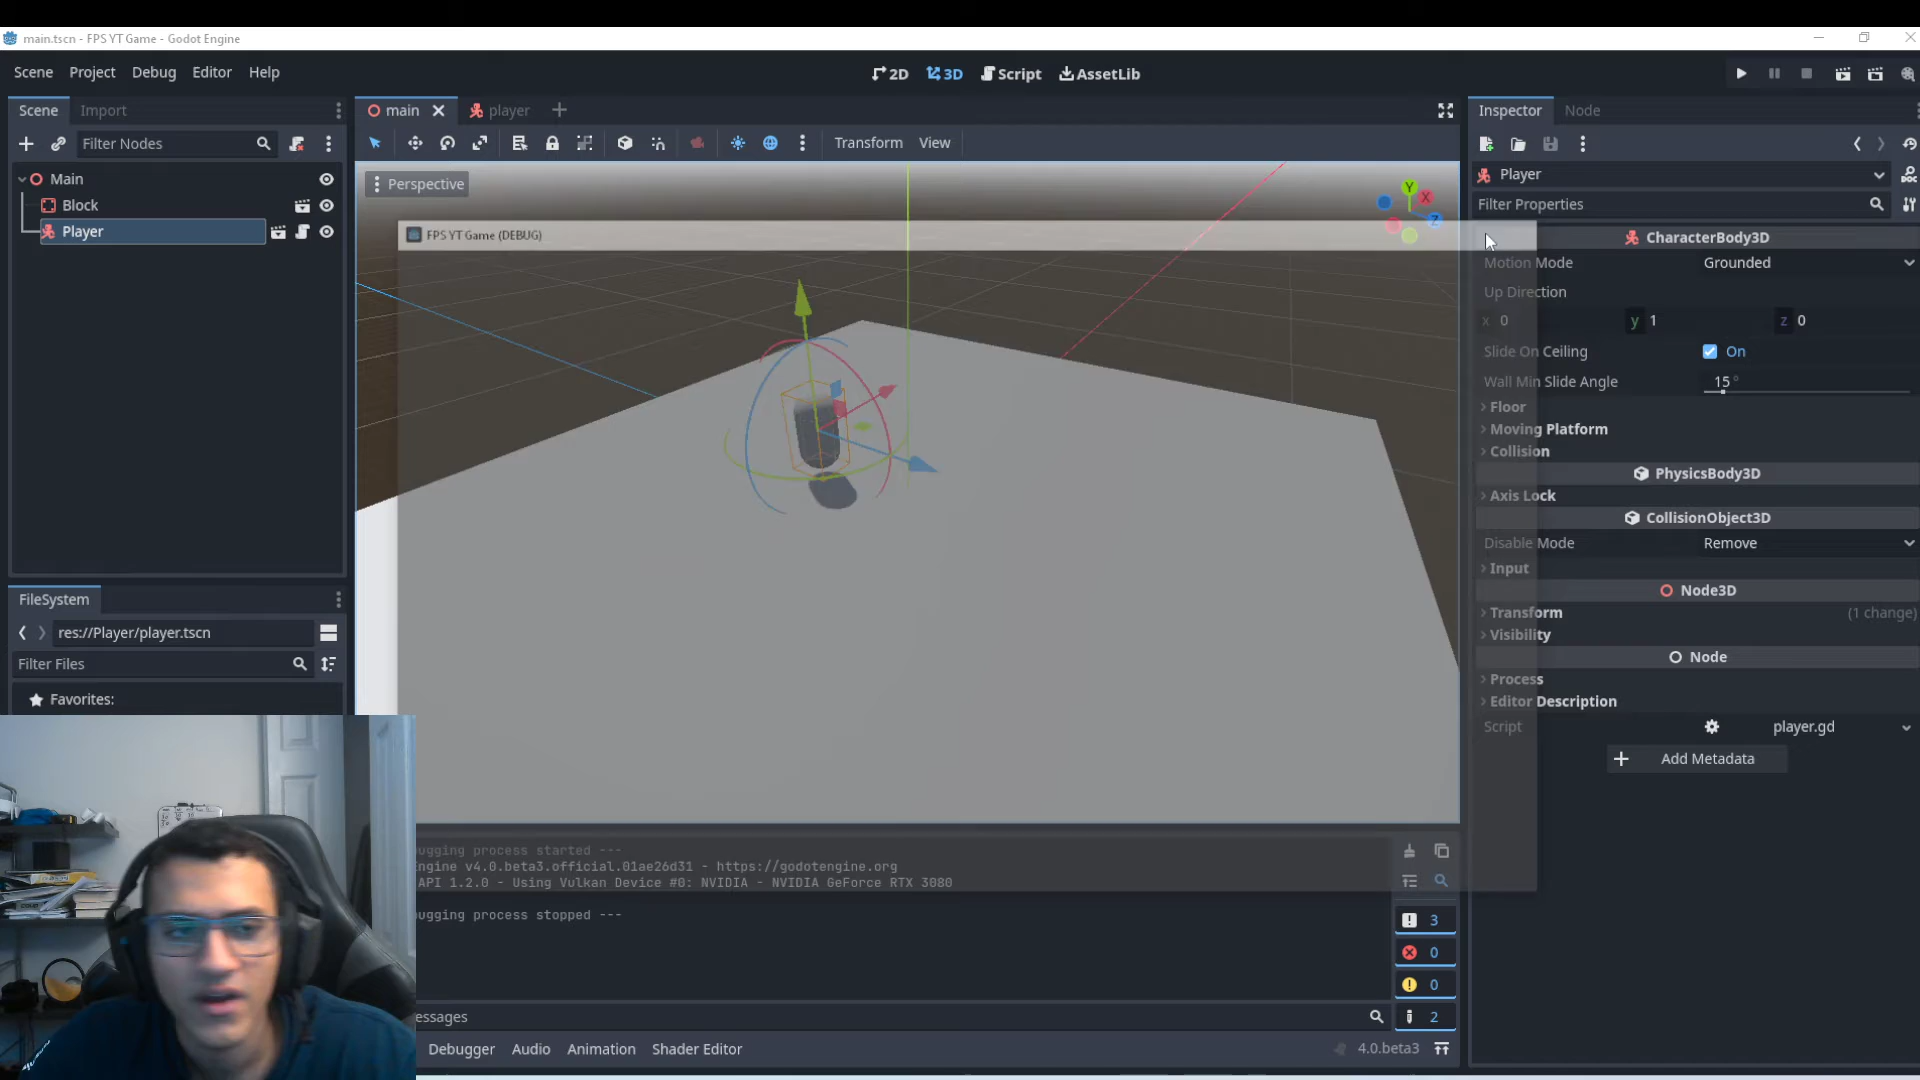 main.tscn - FPS YT Game - Godot Engine
Scene Project Debug Editor Help
2D 3D Script AssetLib
Scene Import
main player
Inspector Node
Filter Nodes
Transform View
Main
Block
Player
Perspective
FPS YT Game (DEBUG)
Y
X
Z
Player
Filter Properties
CharacterBody3D
Motion Mode Grounded
Up Direction
x 0 y 1 z 0
Slide On Ceiling On
Wall Min Slide Angle 15 °
Floor
Moving Platform
Collision
PhysicsBody3D
Axis Lock
CollisionObject3D
Disable Mode Remove
Input
Node3D
Transform (1 change)
Visibility
Node
Process
Editor Description
Script player.gd
Add Metadata
FileSystem
res://Player/player.tscn
Filter Files
Favorites:
ugging process started ---
ngine v4.0.beta3.official.01ae26d31 - https://godotengine.org
API 1.2.0 - Using Vulkan Device #0: NVIDIA - NVIDIA GeForce RTX 3080
ugging process stopped ---
3
0
0
2
essages
Debugger Audio Animation Shader Editor
4.0.beta3